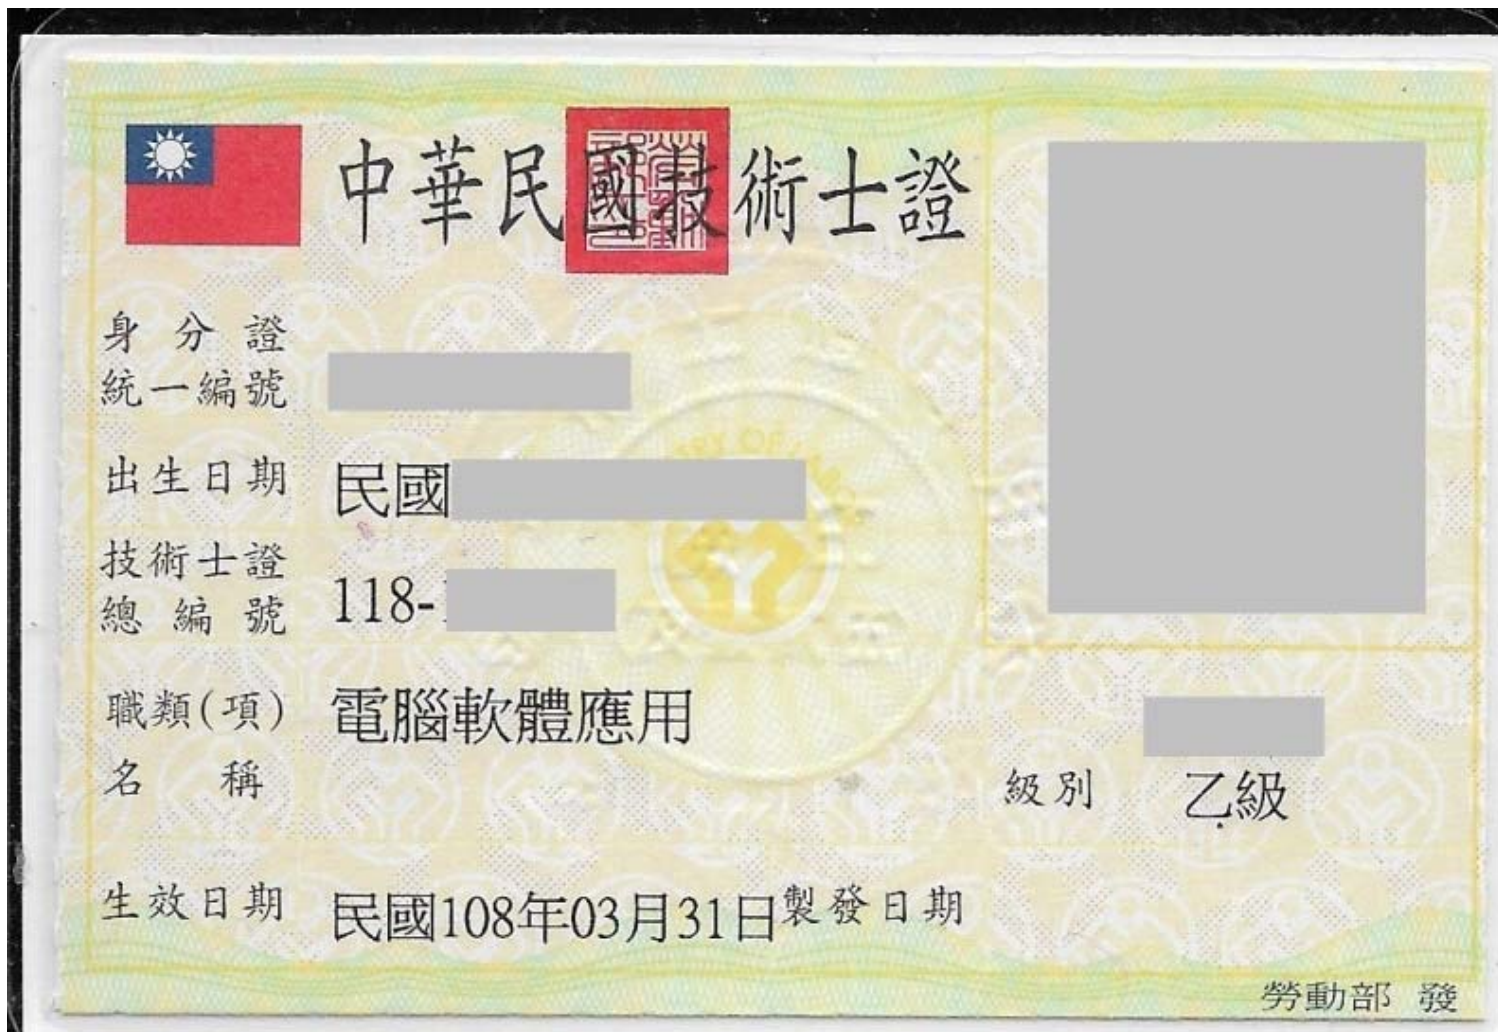 中華民國技術士證
身分證
統一編號
出生日期 民國
技術士證
總編號 118-
職類(項) 電腦軟體應用
名稱
級別 乙級
生效日期 民國108年03月31日 製發日期
勞動部 發